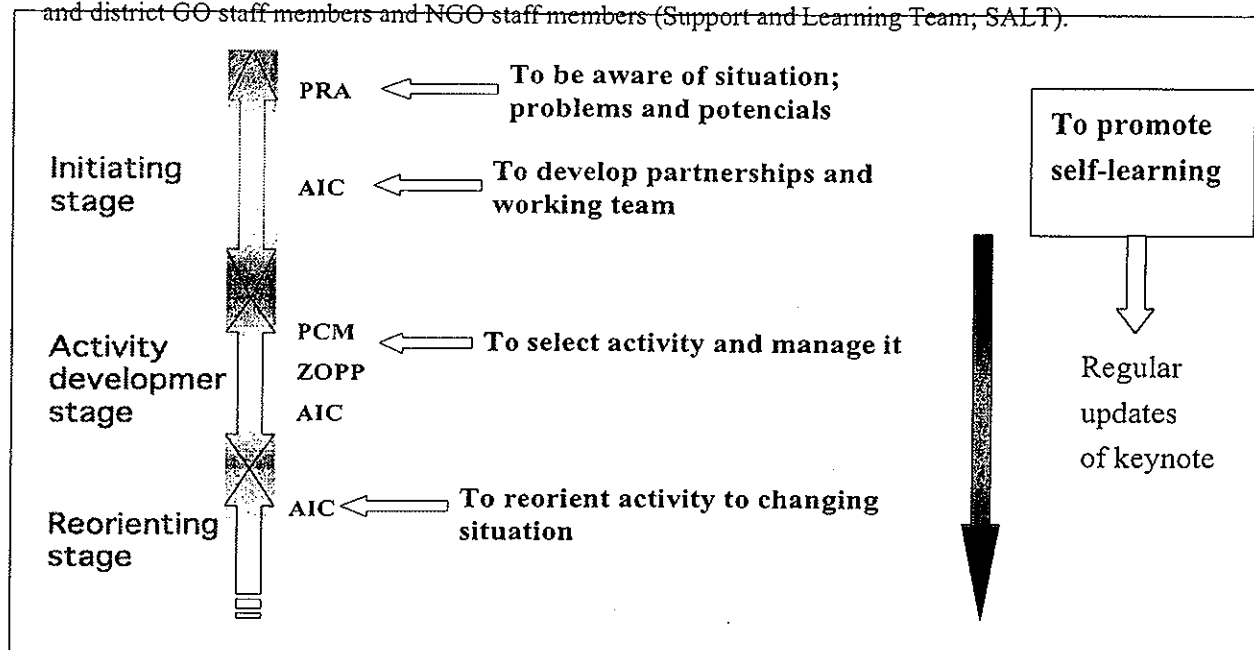 and district GO staff members and NGO staff members (Support and Learning Team; SALT).
PRA
To be aware of situation;
problems and potencials
To promote
self-learning
Initiating
stage
AIC
To develop partnerships and
working team
PCM
ZOPP
AIC
To select activity and manage it
Activity
developmer
stage
Regular
updates
of keynote
AIC
To reorient activity to changing
situation
Reorienting
stage